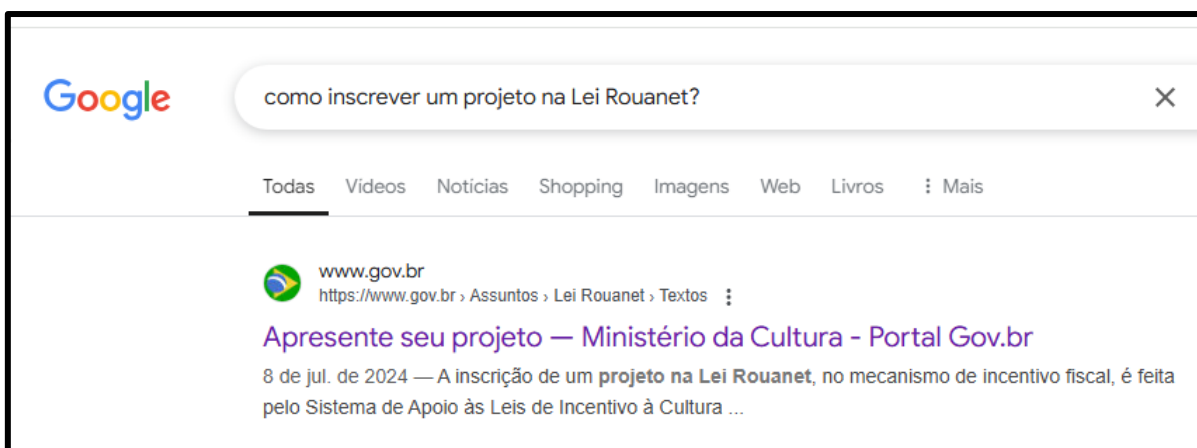 Google
como inscrever um projeto na Lei Rouanet?
Todas Vídeos Notícias Shopping Imagens Web Livros Mais
www.gov.br
https://www.gov.br › Assuntos › Lei Rouanet › Textos
Apresente seu projeto — Ministério da Cultura - Portal Gov.br
8 de jul. de 2024 — A inscrição de um projeto na Lei Rouanet, no mecanismo de incentivo fiscal, é feita
pelo Sistema de Apoio às Leis de Incentivo à Cultura ...